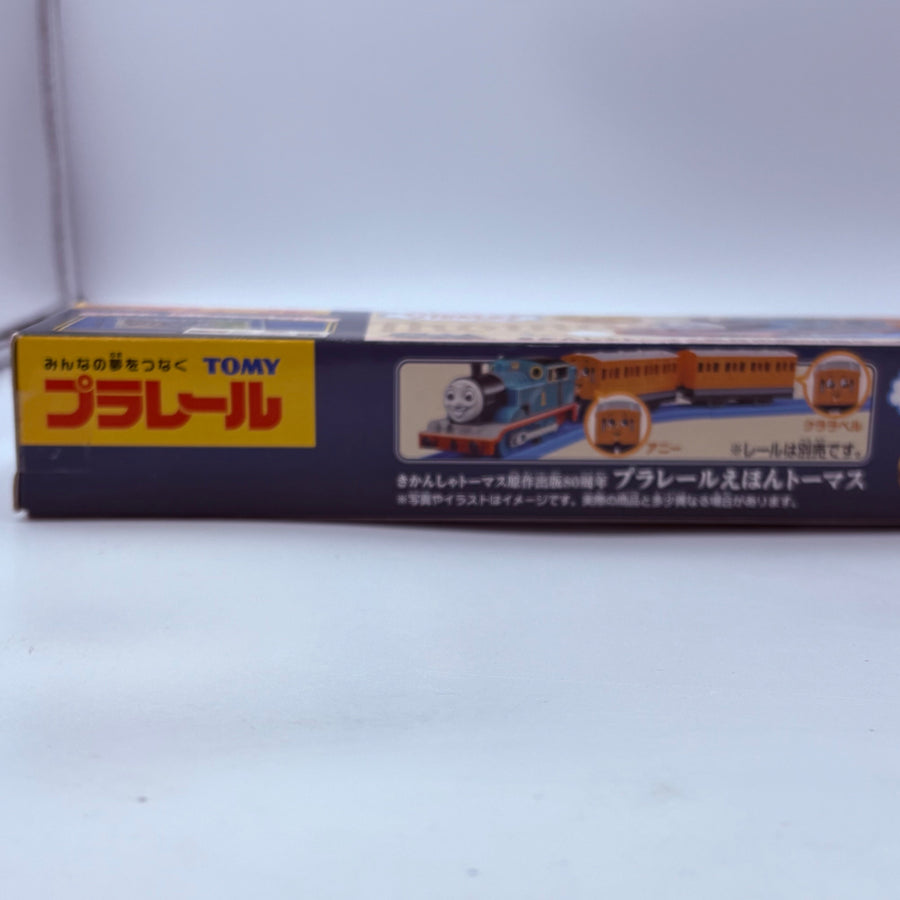 みんなの夢をつなぐ TOMY
プラレール
アニー
クララベル
※レールは別売です。
きかんしゃトーマス原作出版80周年 プラレールえほんトーマス
※写真やイラストはイメージです。実際の商品と多少異なる場合があります。